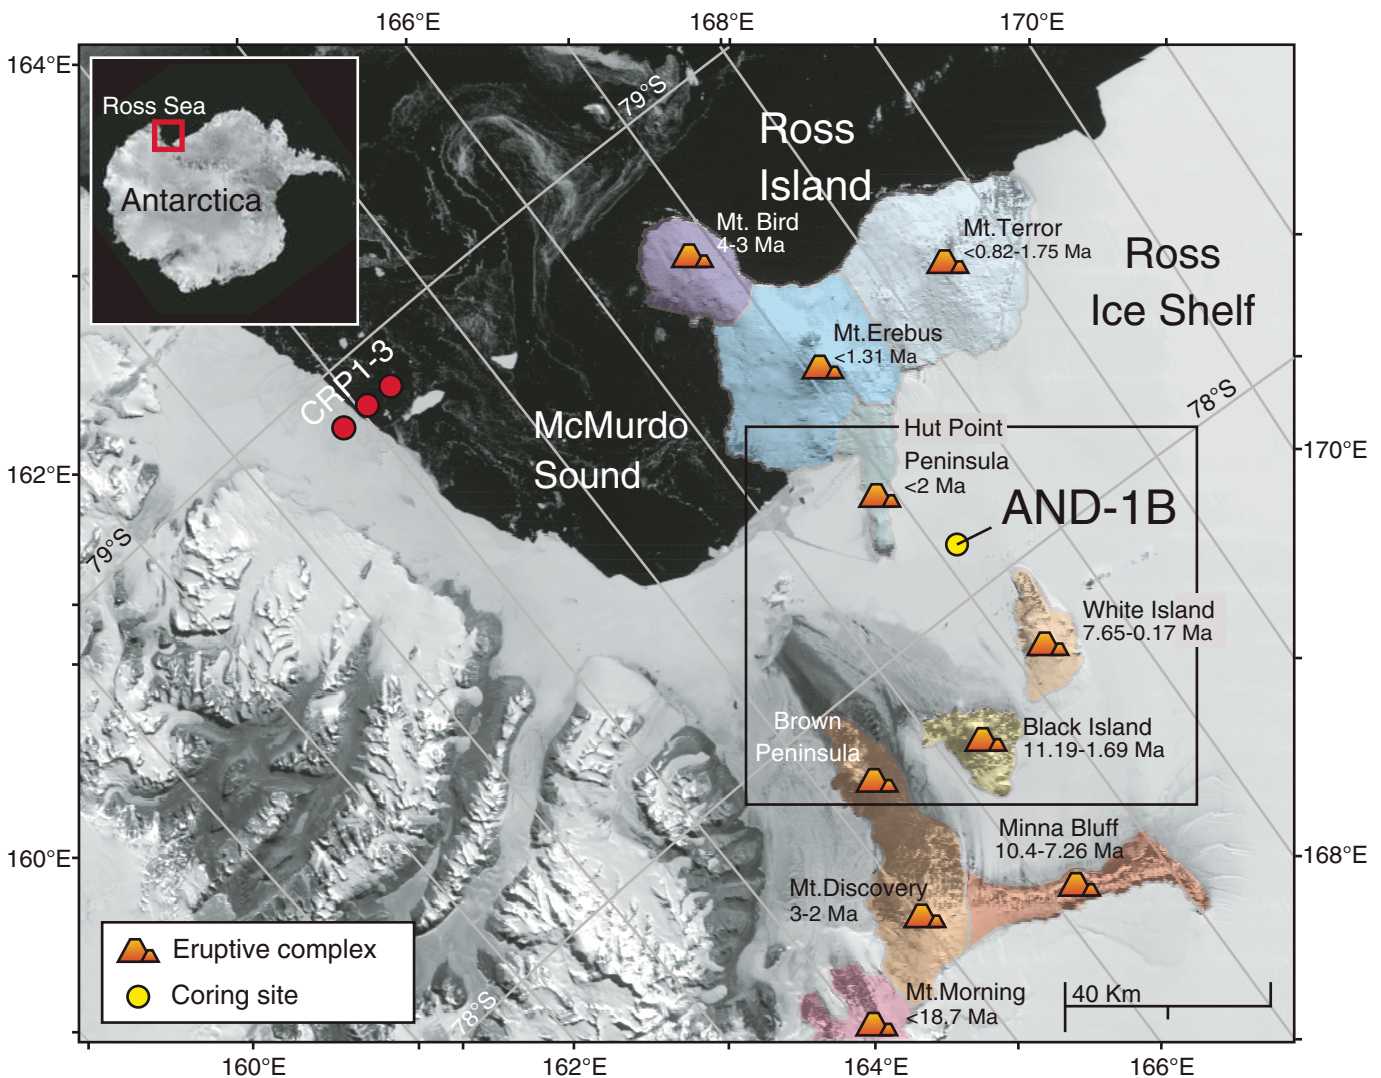 166°E
168°E
170°E
164°E
Ross Sea
Antarctica
79°S
Ross
Island
Mt. Bird
4-3 Ma
Mt.Terror
<0.82-1.75 Ma
Ross
Ice Shelf
Mt.Erebus
<1.31 Ma
CRP1-3
McMurdo
Sound
78°S
Hut Point
Peninsula
<2 Ma
170°E
162°E
AND-1B
79°S
White Island
7.65-0.17 Ma
Brown
Peninsula
Black Island
11.19-1.69 Ma
Minna Bluff
10.4-7.26 Ma
160°E
168°E
Mt.Discovery
3-2 Ma
Eruptive complex
Coring site
78°S
Mt.Morning
<18.7 Ma
40 Km
160°E
162°E
164°E
166°E